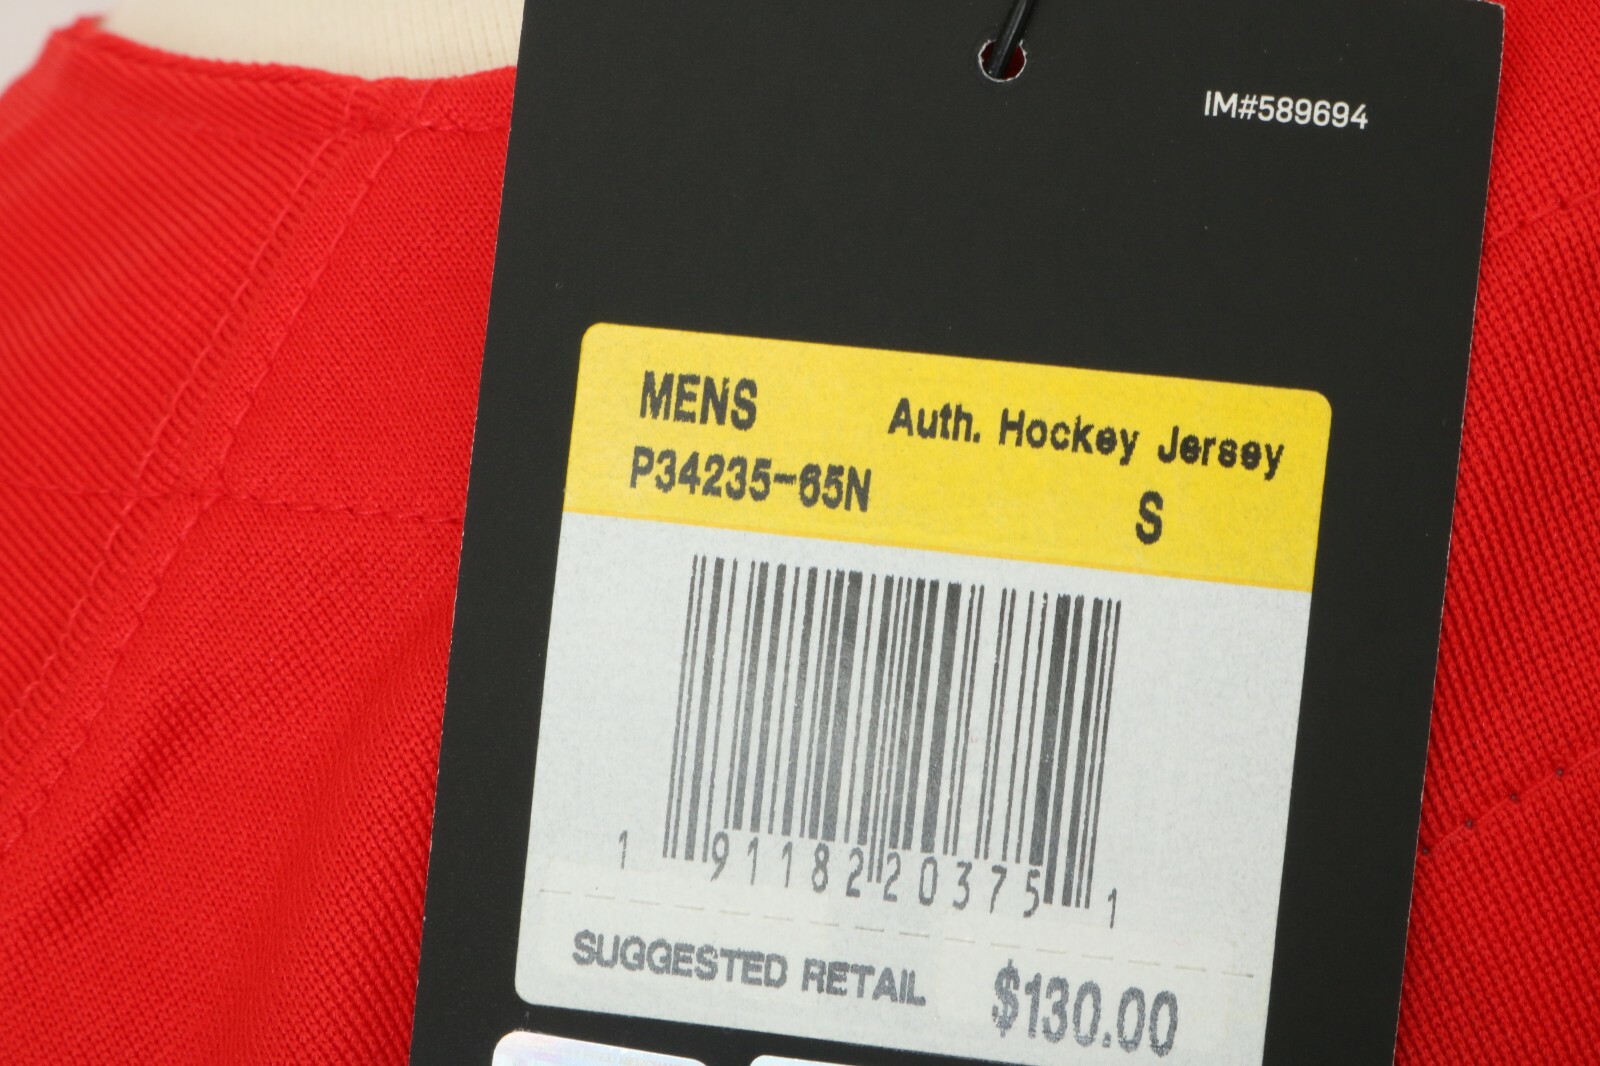 IM#589694
MENS
Auth. Hockey Jersey
P34235-65N
S
1 91182 20375 1
SUGGESTED RETAIL $130.00